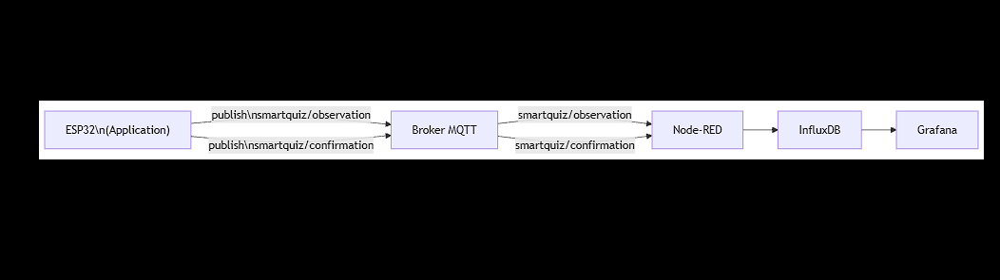 publish\nsmartquiz/observation
smartquiz/observation
ESP32\n(Application)
Broker MQTT
Node-RED
InfluxDB
Grafana
publish\nsmartquiz/confirmation
smartquiz/confirmation